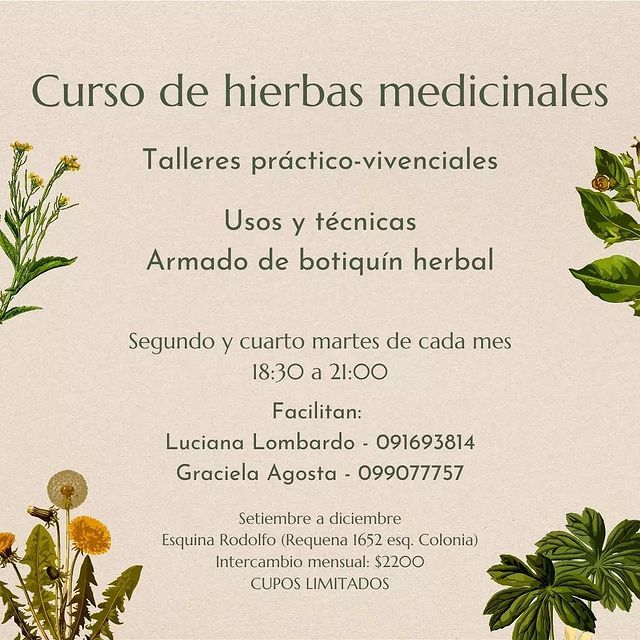 Curso de hierbas medicinales
Talleres práctico-vivenciales
Usos y técnicas
Armado de botiquín herbal
Segundo y cuarto martes de cada mes
18:30 a 21:00
Facilitan:
Luciana Lombardo - 091693814
Graciela Agosta - 099077757
Setiembre a diciembre
Esquina Rodolfo (Requena 1652 esq. Colonia)
Intercambio mensual: $2200
CUPOS LIMITADOS